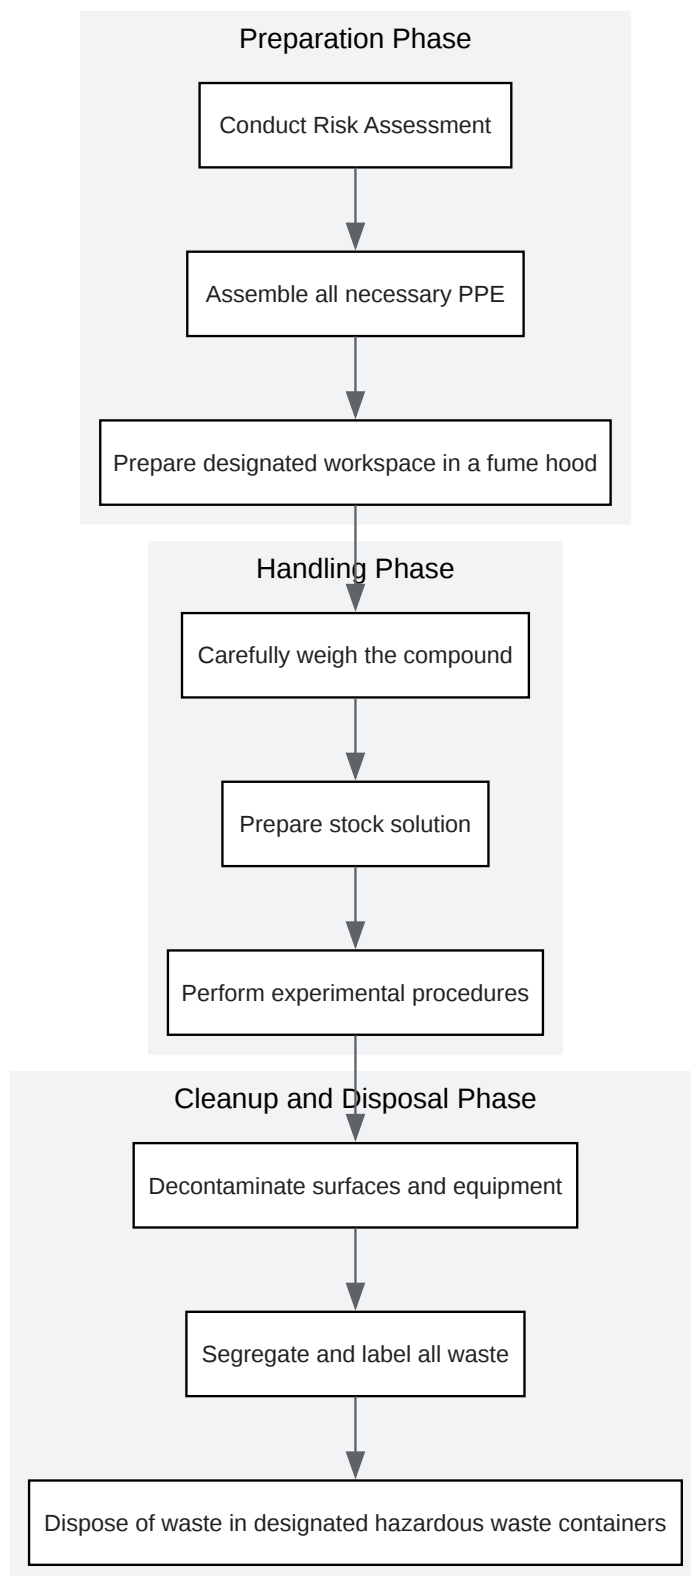 Preparation Phase
Conduct Risk Assessment
Assemble all necessary PPE
Prepare designated workspace in a fume hood
Handling Phase
Carefully weigh the compound
Prepare stock solution
Perform experimental procedures
Cleanup and Disposal Phase
Decontaminate surfaces and equipment
Segregate and label all waste
Dispose of waste in designated hazardous waste containers